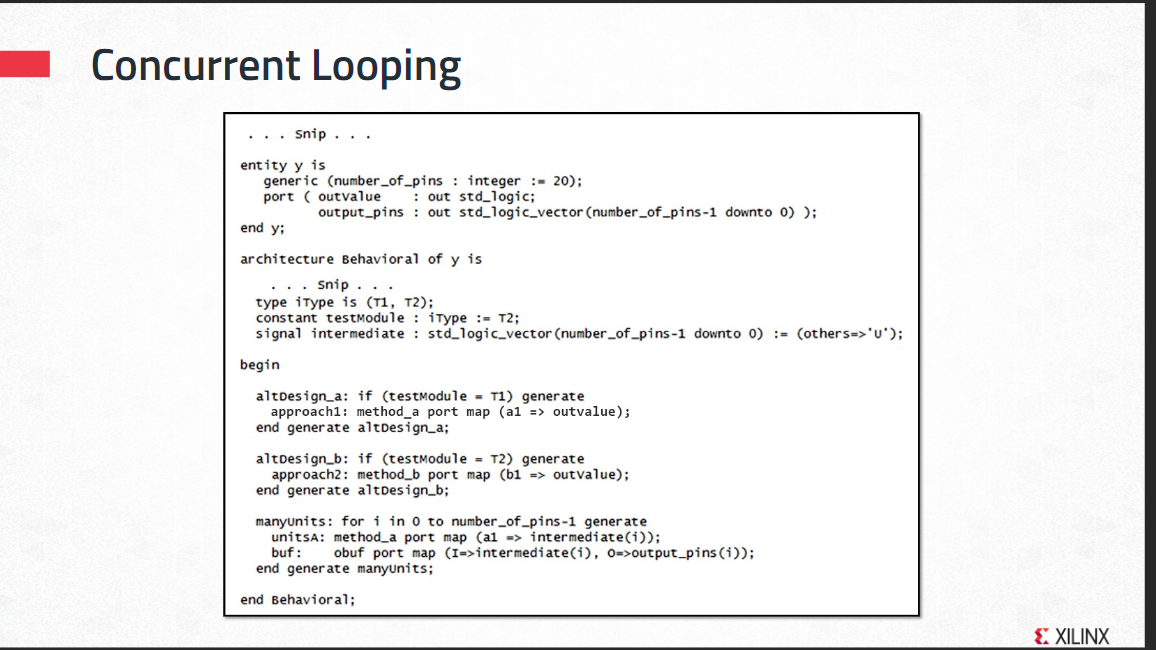 Concurrent Looping
. . . Snip . . .
entity y is
generic (number_of_pins : integer := 20);
port ( outValue : out std_logic;
output_pins : out std_logic_vector(number_of_pins-1 downto 0) );
end y;
architecture Behavioral of y is
. . . Snip . . .
type iType is (T1, T2);
constant testModule : iType := T2;
signal intermediate : std_logic_vector(number_of_pins-1 downto 0) := (others=>'U');
begin
altDesign_a: if (testModule = T1) generate
approach1: method_a port map (a1 => outvalue);
end generate altDesign_a;
altDesign_b: if (testModule = T2) generate
approach2: method_b port map (b1 => outValue);
end generate altDesign_b;
manyUnits: for i in 0 to number_of_pins-1 generate
unitsA: method_a port map (a1 => intermediate(i));
buf: obuf port map (I=>intermediate(i), O=>output_pins(i));
end generate manyUnits;
end Behavioral;
XILINX